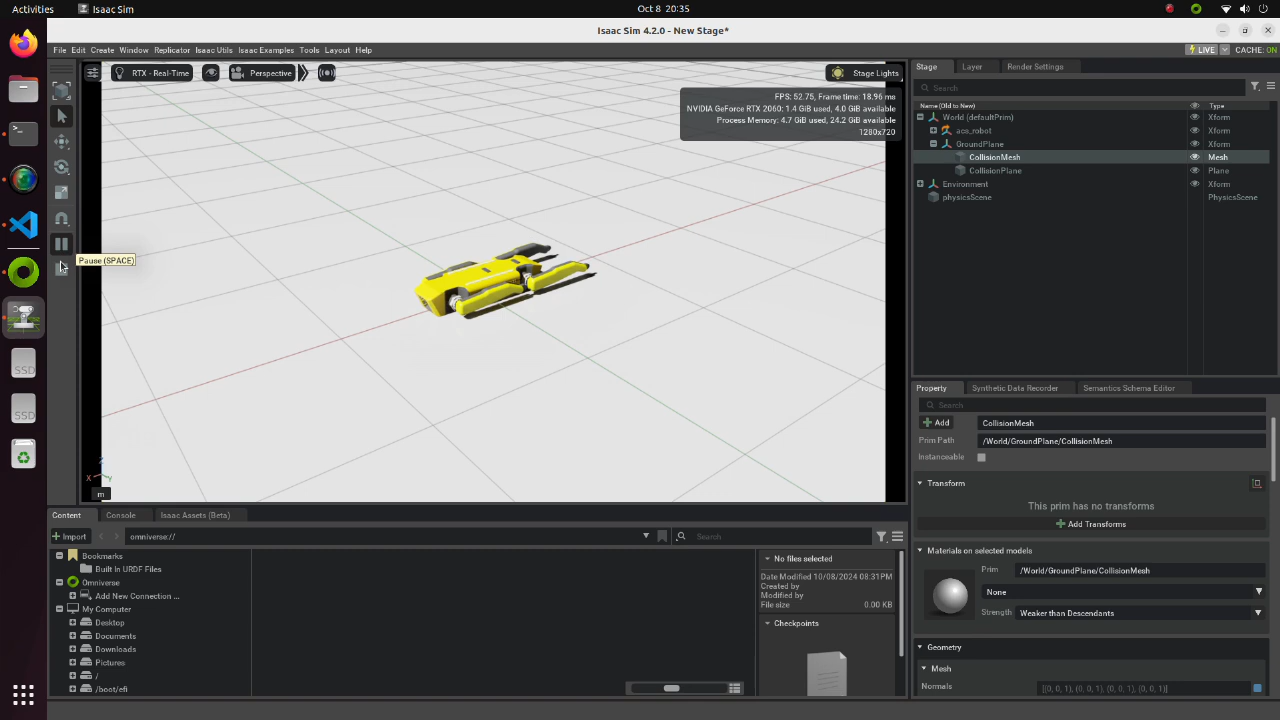 Activities
Isaac Sim
Oct 8 20:35
Isaac Sim 4.2.0 - New Stage*
File Edit Create Window Replicator Isaac Utils Isaac Examples Tools Layout Help
LIVE
CACHE: ON
RTX - Real-Time
Perspective
Stage Lights
FPS: 52.75, Frame time: 18.96 ms
NVIDIA GeForce RTX 2060: 1.4 GiB used, 4.0 GiB available
Process Memory: 4.7 GiB used, 24.2 GiB available
1280x720
Pause (SPACE)
Z
X
Y
m
Stage Layer Render Settings
Search
Name (Old to New) Type
World (defaultPrim) Xform
acs_robot Xform
GroundPlane Xform
CollisionMesh Mesh
CollisionPlane Plane
Environment Xform
physicsScene PhysicsScene
Property Synthetic Data Recorder Semantics Schema Editor
Search
Add CollisionMesh
Prim Path /World/GroundPlane/CollisionMesh
Instanceable
Transform
This prim has no transforms
Add Transforms
Materials on selected models
Prim /World/GroundPlane/CollisionMesh
None
Strength Weaker than Descendants
Geometry
Mesh
Normals [(0, 0, 1), (0, 0, 1), (0, 0, 1), (0, 0, 1)]
Content Console Isaac Assets (Beta)
Import omniverse:// Search
Bookmarks
Built In URDF Files
Omniverse
Add New Connection ...
My Computer
Desktop
Documents
Downloads
Pictures
/
/boot/efi
No files selected
Date Modified 10/08/2024 08:31PM
Created by
Modified by
File size 0.00 KB
Checkpoints
SSD
SSD